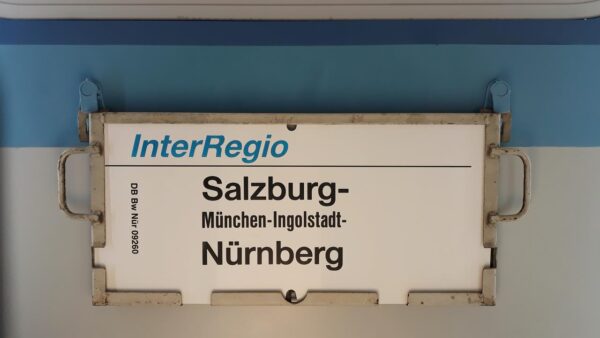 InterRegio
Salzburg-
München-Ingolstadt-
Nürnberg
DB Bw Nür 09260